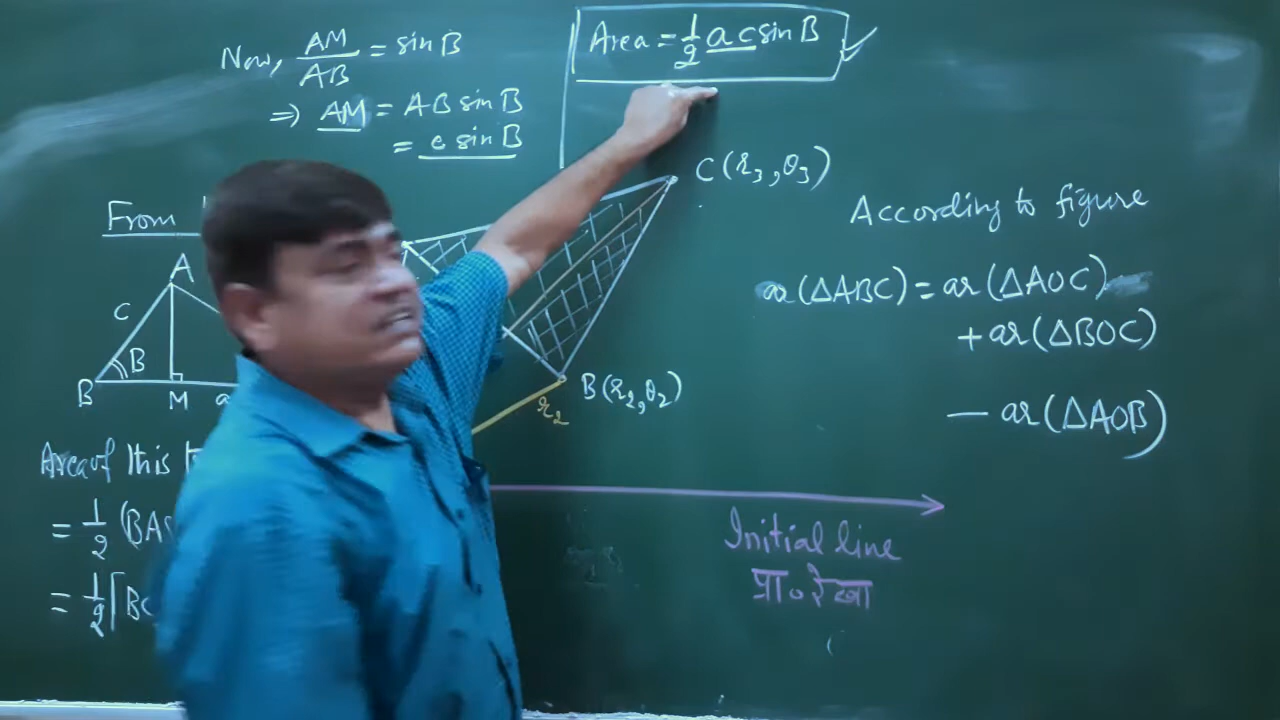 Now, AM/AB = sin B
⇒ AM = AB sin B
= c sin B
Area = 1/2 ac sin B ✓
From
A
c
B
B
M
a
Area of this
= 1/2 (BAS
= 1/2 [BC
C(r₃, θ₃)
B(r₂, θ₂)
r₂
According to figure
ar(ΔABC) = ar(ΔAOC)
+ ar(ΔBOC)
— ar(ΔAOB)
Initial line
प्रा० रेखा